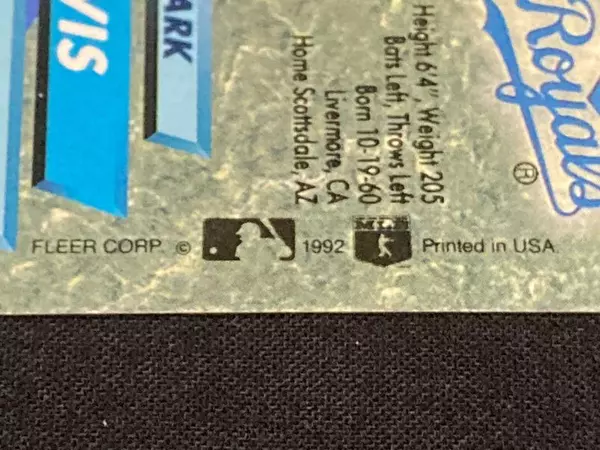 VIS
ARK
Royals
®
Height 6'4", Weight 205
Bats Left, Throws Left
Born 10-19-60
Livermore, CA
Home Scottsdale, AZ
FLEER CORP. © 1992 MLB Printed in USA.